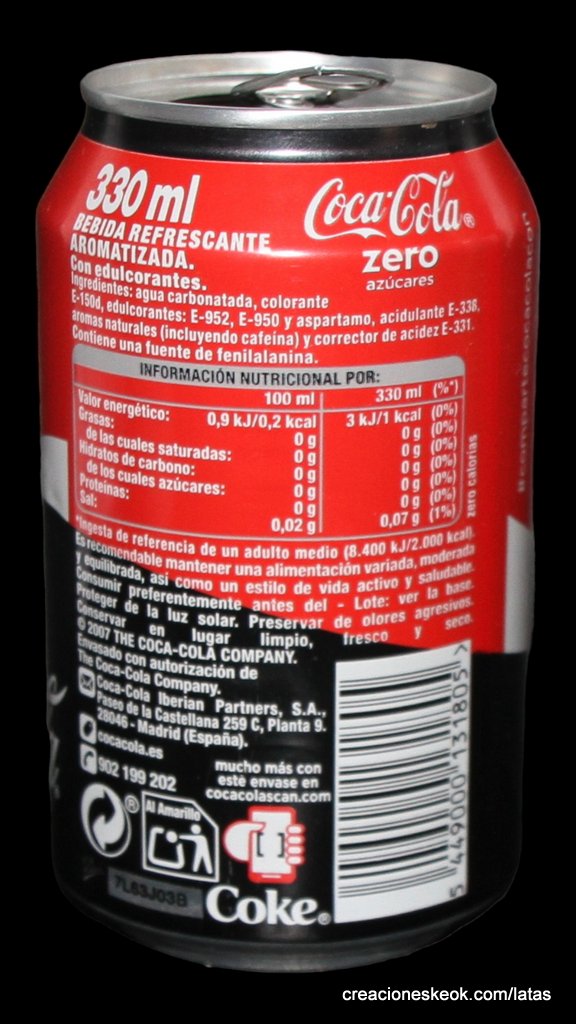 330 ml
BEBIDA REFRESCANTE
AROMATIZADA.
Con edulcorantes.
Coca-Cola®
zero
azúcares
Ingredientes: agua carbonatada, colorante
E-150d, edulcorantes: E-952, E-950 y aspartamo, acidulante E-338,
aromas naturales (incluyendo cafeína) y corrector de acidez E-331.
Contiene una fuente de fenilalanina.
INFORMACIÓN NUTRICIONAL POR:
100 ml 330 ml (%*)
Valor energético: 0,9 kJ/0,2 kcal 3 kJ/1 kcal (0%)
Grasas: 0 g 0 g (0%)
de las cuales saturadas: 0 g 0 g (0%)
Hidratos de carbono: 0 g 0 g (0%)
de los cuales azúcares: 0 g 0 g (0%)
Proteínas: 0 g 0 g (0%)
Sal: 0,02 g 0,07 g (1%)
zero calorías
*Ingesta de referencia de un adulto medio (8.400 kJ/2.000 kcal).
Es recomendable mantener una alimentación variada, moderada
y equilibrada, así como un estilo de vida activo y saludable.
Consumir preferentemente antes del - Lote: ver la base.
Proteger de la luz solar. Preservar de olores agresivos.
Conservar en lugar limpio, fresco y seco.
© 2007 THE COCA-COLA COMPANY.
Envasado con autorización de
The Coca-Cola Company.
Coca-Cola Iberian Partners, S.A.,
Paseo de la Castellana 259 C, Planta 9.
28046 - Madrid (España).
cocacola.es
902 199 202
mucho más con
este envase en
cocacolascan.com
®
Al Amarillo
7L83J03B
Coke®
5 449000 131805 >
#compartecocacolacon
creacioneskeok.com/latas